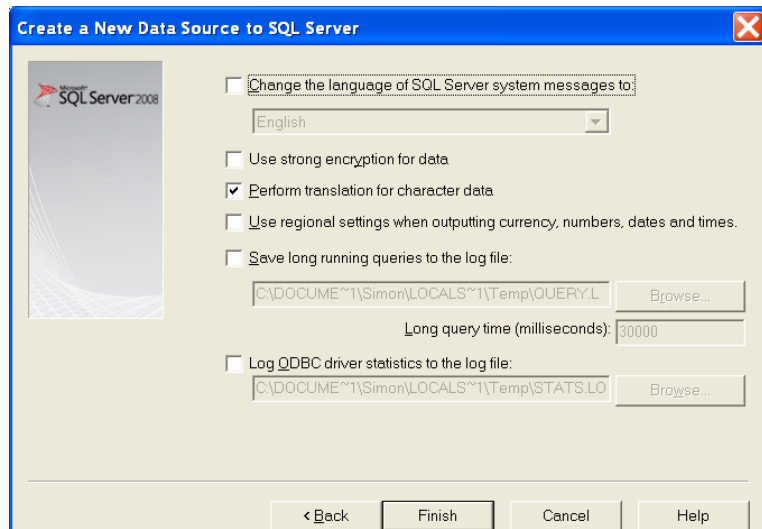 Create a New Data Source to SQL Server
Microsoft
SQL Server 2008
Change the language of SQL Server system messages to:
English
Use strong encryption for data
Perform translation for character data
Use regional settings when outputting currency, numbers, dates and times.
Save long running queries to the log file:
C:\DOCUME~1\Simon\LOCALS~1\Temp\QUERY.L Browse...
Long query time (milliseconds): 30000
Log ODBC driver statistics to the log file:
C:\DOCUME~1\Simon\LOCALS~1\Temp\STATS.LO Browse...
< Back Finish Cancel Help